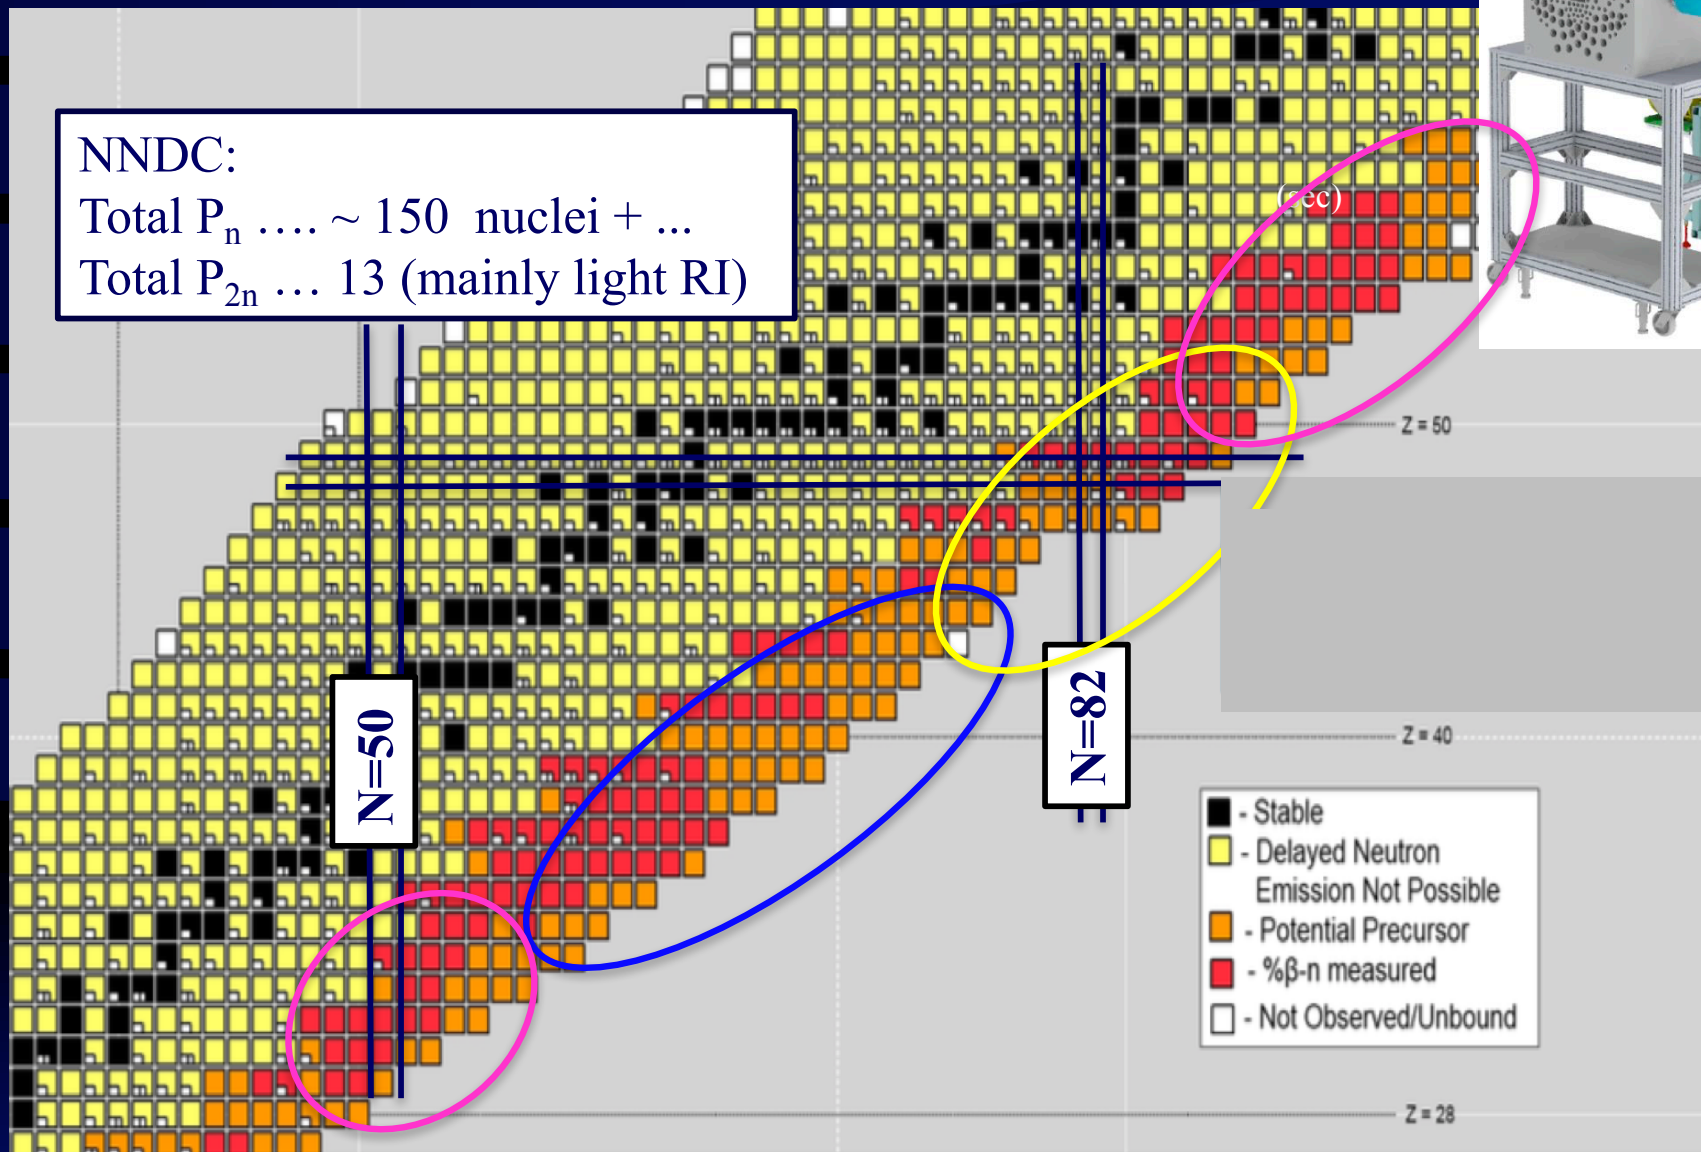 NNDC:
Total Pn …. ~ 150 nuclei + ...
Total P2n … 13 (mainly light RI)
(sec)
Z = 50
N=50
N=82
Z = 40
- Stable
- Delayed Neutron
Emission Not Possible
- Potential Precursor
- %β-n measured
- Not Observed/Unbound
Z = 28